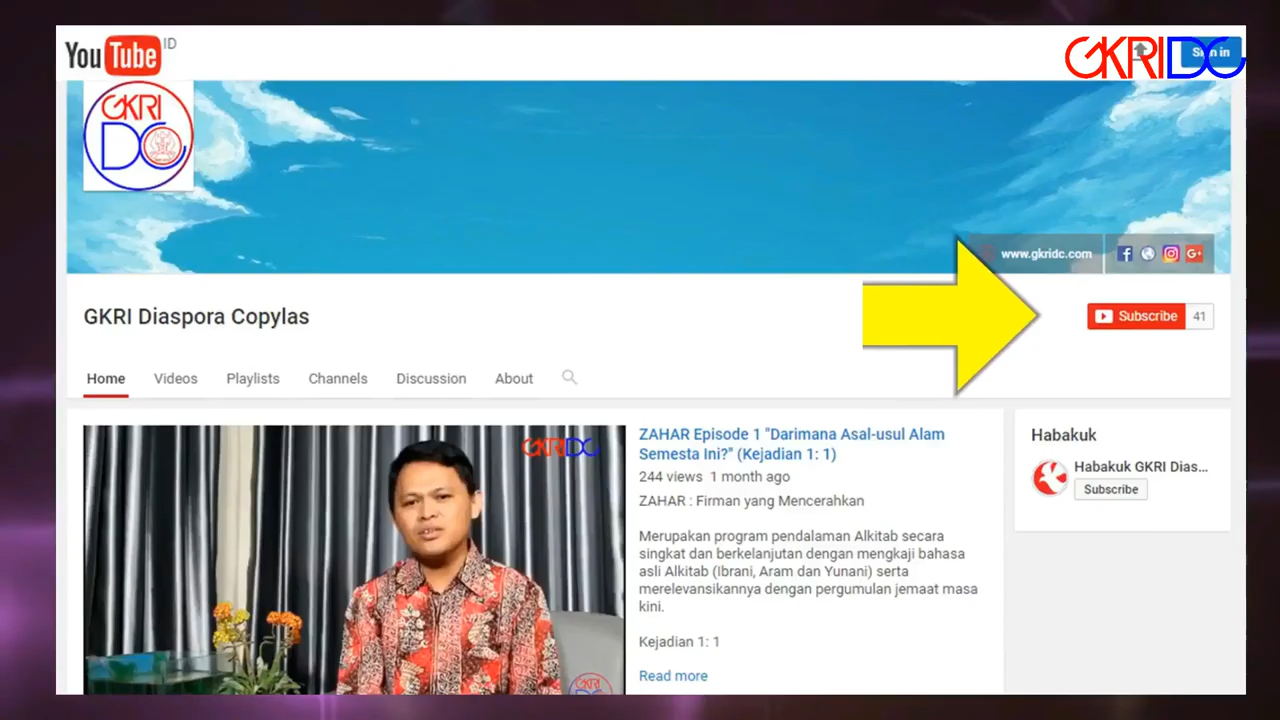 YouTube ID
GKRIDC
Sign in
GKRI
DC
www.gkridc.com
GKRI Diaspora Copylas
Subscribe 41
Home Videos Playlists Channels Discussion About
GKRIDC
ZAHAR Episode 1 "Darimana Asal-usul Alam
Semesta Ini?" (Kejadian 1: 1)
244 views 1 month ago
ZAHAR : Firman yang Mencerahkan
Merupakan program pendalaman Alkitab secara
singkat dan berkelanjutan dengan mengkaji bahasa
asli Alkitab (Ibrani, Aram dan Yunani) serta
merelevansikannya dengan pergumulan jemaat masa
kini.
Kejadian 1: 1
Read more
GKRI
DC
Habakuk
Habakuk GKRI Dias...
Subscribe